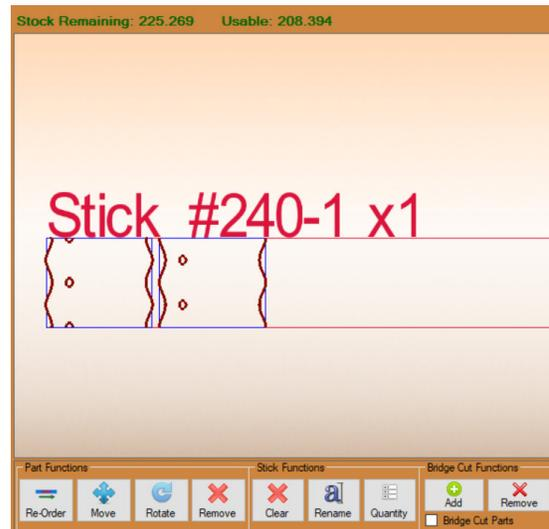 Stock Remaining: 225.269 Usable: 208.394
Stick #240-1 x1
Part Functions
Re-Order Move Rotate Remove
Stick Functions
Clear Rename Quantity
Bridge Cut Functions
Add Remove
Bridge Cut Parts